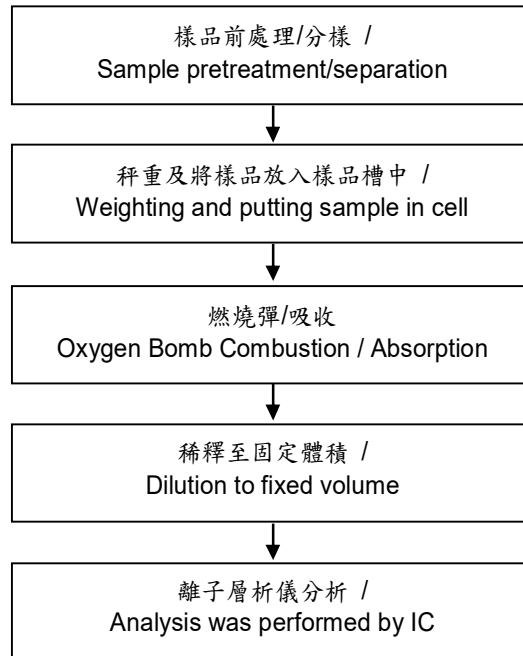 樣品前處理/分樣 /
Sample pretreatment/separation
秤重及將樣品放入樣品槽中 /
Weighting and putting sample in cell
燃燒彈/吸收
Oxygen Bomb Combustion / Absorption
稀釋至固定體積 /
Dilution to fixed volume
離子層析儀分析 /
Analysis was performed by IC